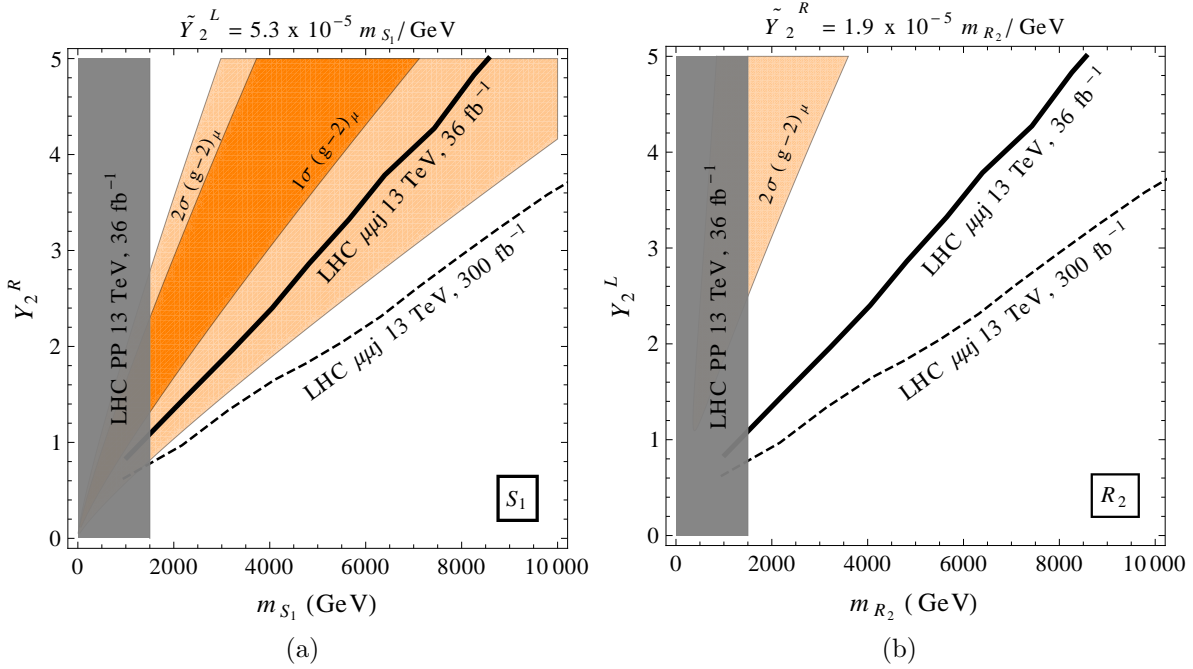 Ỹ₂ᴸ = 5.3 x 10⁻⁵ m_S₁/GeV
5
4
3
2
1
0
Y₂ᴿ
LHC PP 13 TeV, 36 fb⁻¹
2σ (g−2)_μ
1σ (g−2)_μ
LHC μμj 13 TeV, 36 fb⁻¹
LHC μμj 13 TeV, 300 fb⁻¹
S₁
0 2000 4000 6000 8000 10 000
m_S₁ (GeV)
(a)
Ỹ₂ᴿ = 1.9 x 10⁻⁵ m_R₂/GeV
5
4
3
2
1
0
Y₂ᴸ
LHC PP 13 TeV, 36 fb⁻¹
2σ (g−2)_μ
LHC μμj 13 TeV, 36 fb⁻¹
LHC μμj 13 TeV, 300 fb⁻¹
R₂
0 2000 4000 6000 8000 10 000
m_R₂ (GeV)
(b)